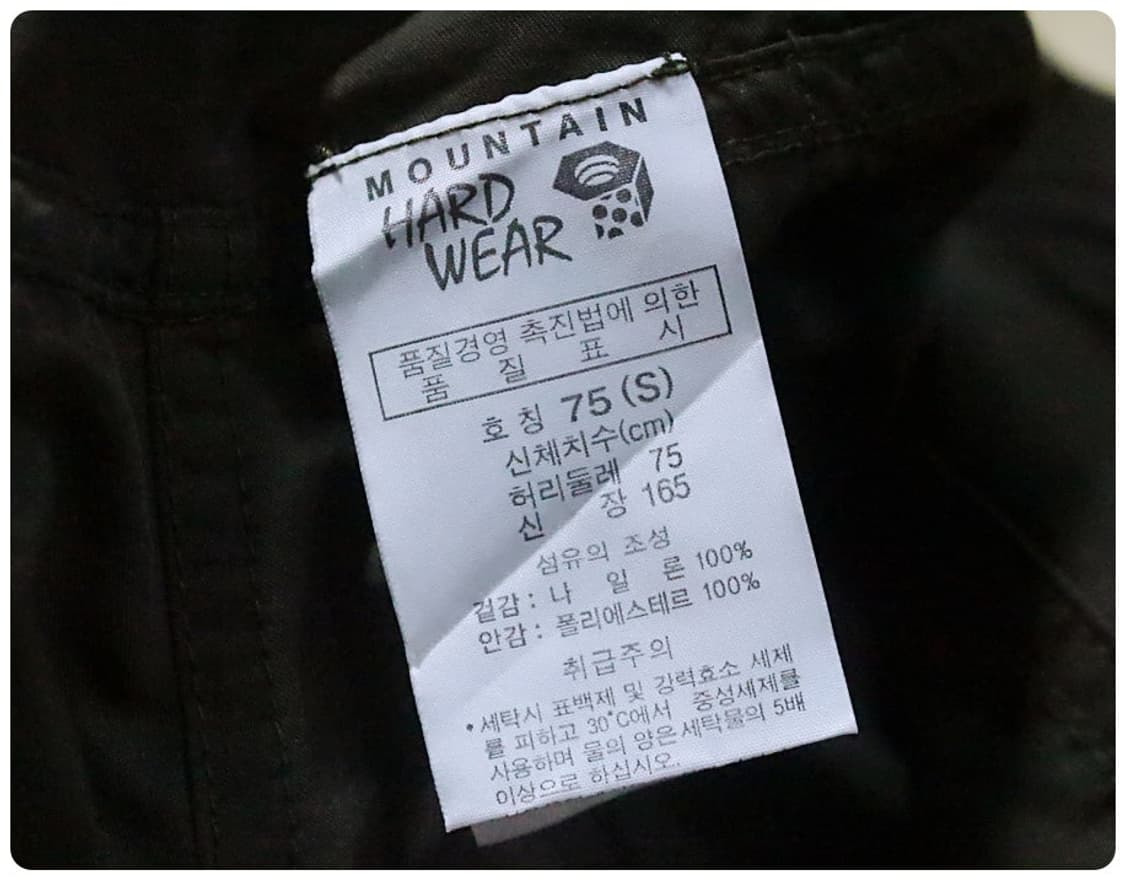 MOUNTAIN
HARD
WEAR
품질경영 촉진법에 의한
품 질 표 시
호 칭 75 (S)
신체치수(cm)
허리둘레 75
신 장 165
섬유의 조성
겉감 : 나 일 론 100%
안감 : 폴리에스테르 100%
취급주의
• 세탁시 표백제 및 강력효소 세제
를 피하고 30°C에서 중성세제를
사용하며 물의 양은 세탁물의 5배
이상으로 하십시오.